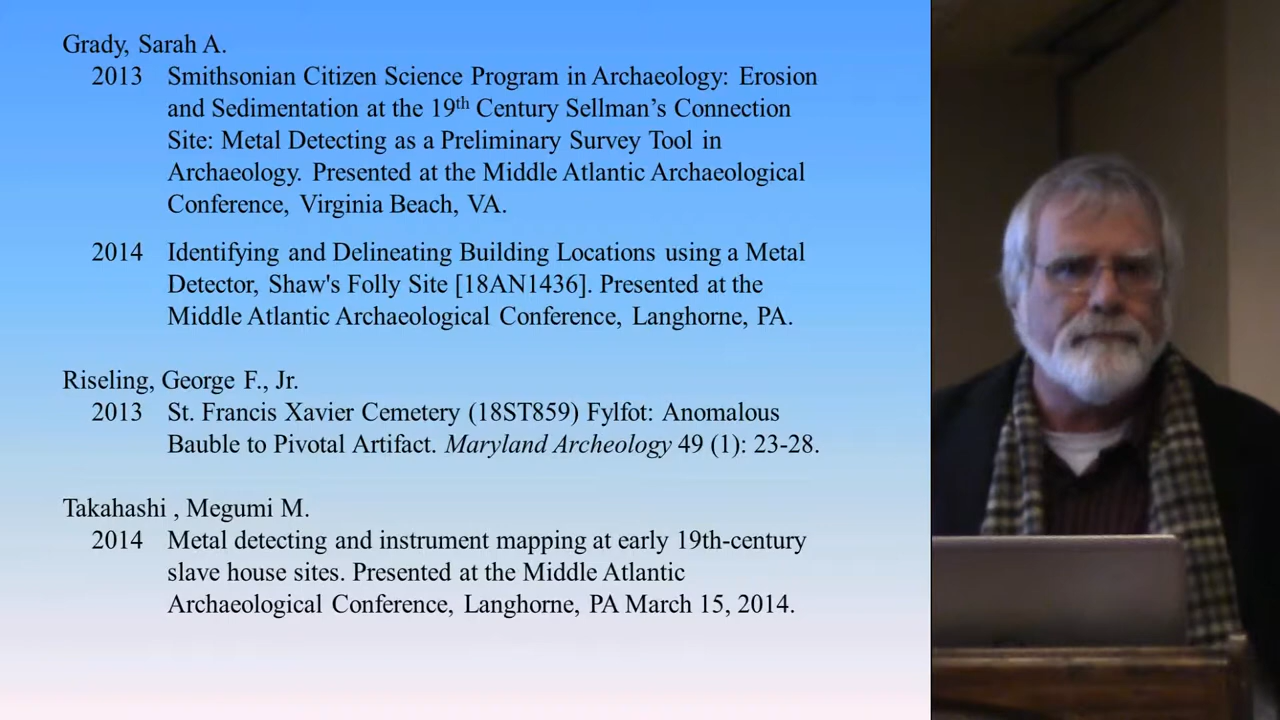 Grady, Sarah A.
2013 Smithsonian Citizen Science Program in Archaeology: Erosion
and Sedimentation at the 19th Century Sellman’s Connection
Site: Metal Detecting as a Preliminary Survey Tool in
Archaeology. Presented at the Middle Atlantic Archaeological
Conference, Virginia Beach, VA.
2014 Identifying and Delineating Building Locations using a Metal
Detector, Shaw's Folly Site [18AN1436]. Presented at the
Middle Atlantic Archaeological Conference, Langhorne, PA.
Riseling, George F., Jr.
2013 St. Francis Xavier Cemetery (18ST859) Fylfot: Anomalous
Bauble to Pivotal Artifact. Maryland Archeology 49 (1): 23-28.
Takahashi , Megumi M.
2014 Metal detecting and instrument mapping at early 19th-century
slave house sites. Presented at the Middle Atlantic
Archaeological Conference, Langhorne, PA March 15, 2014.